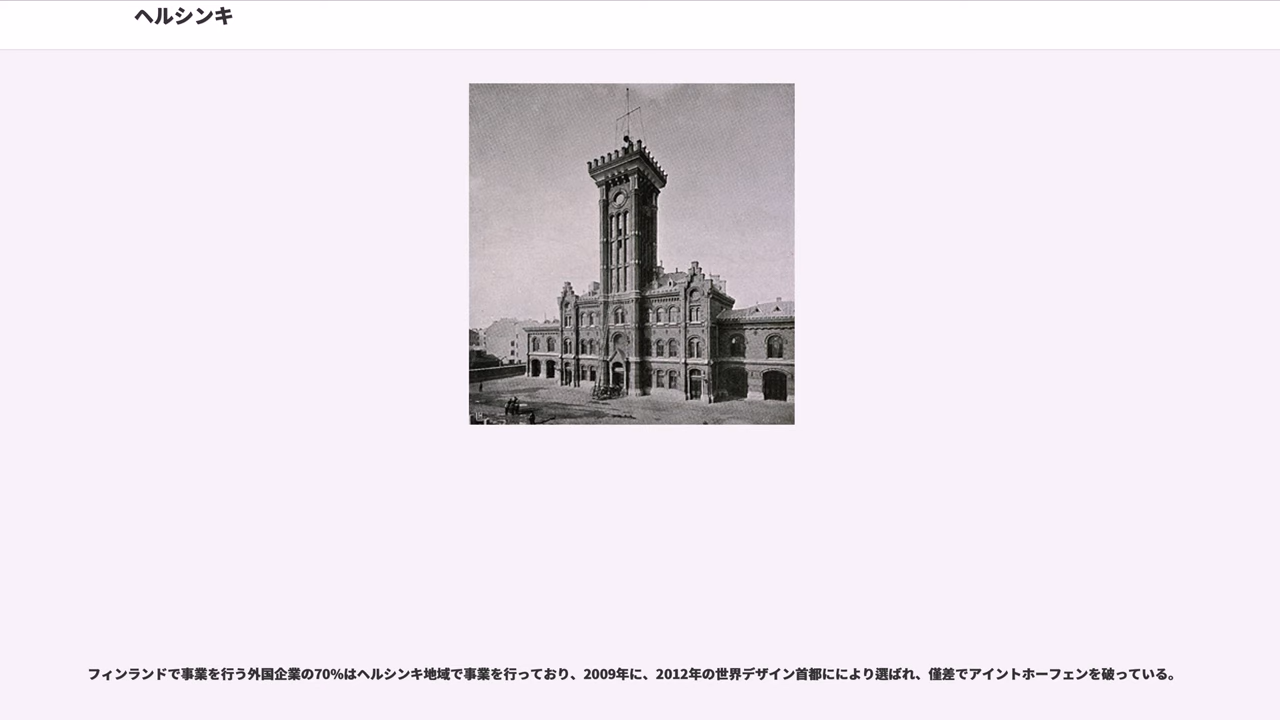 ヘルシンキ
フィンランドで事業を行う外国企業の70%はヘルシンキ地域で事業を行っており、2009年に、2012年の世界デザイン首都ににより選ばれ、僅差でアイントホーフェンを破っている。